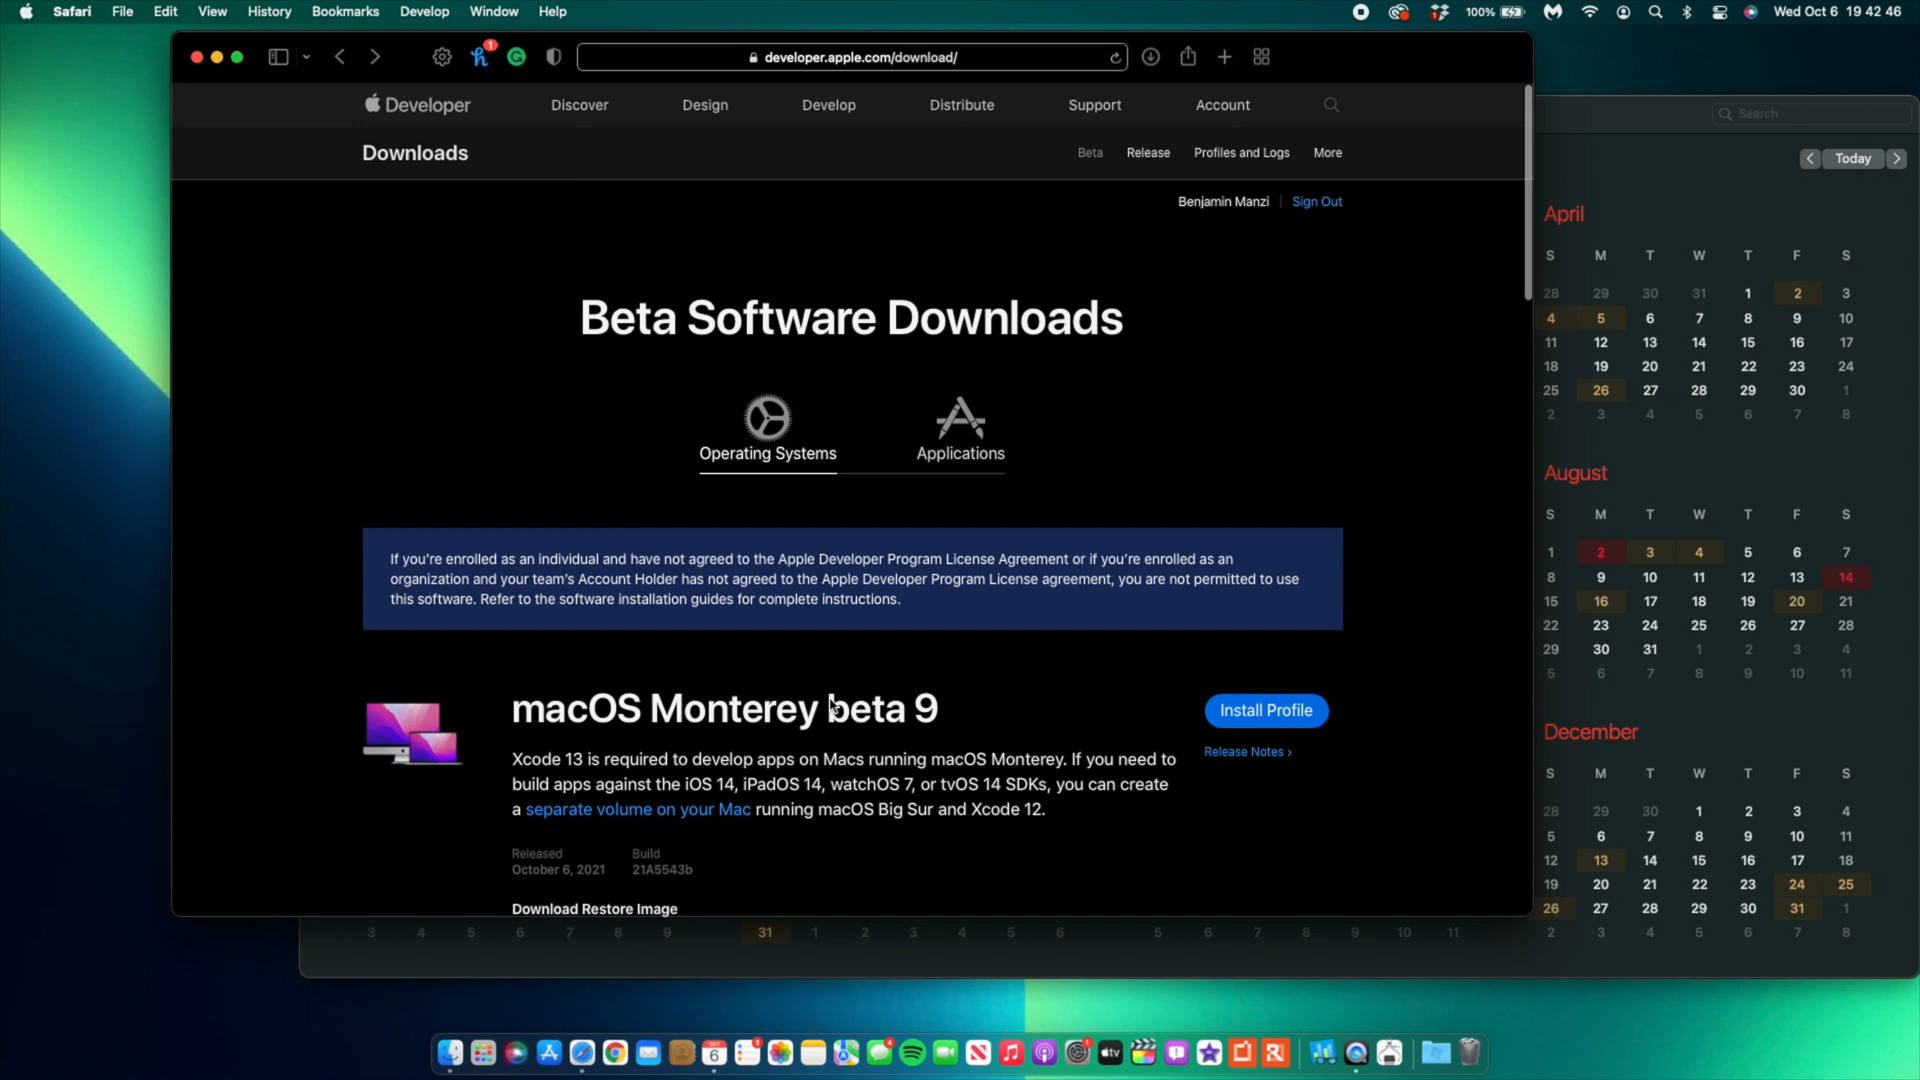 Safari File Edit View History Bookmarks Develop Window Help
100% Wed Oct 6 19 42 46
developer.apple.com/download/
Developer Discover Design Develop Distribute Support Account
Downloads
Beta Release Profiles and Logs More
Benjamin Manzi Sign Out
Beta Software Downloads
Operating Systems Applications
If you're enrolled as an individual and have not agreed to the Apple Developer Program License Agreement or if you're enrolled as an
organization and your team's Account Holder has not agreed to the Apple Developer Program License agreement, you are not permitted to use
this software. Refer to the software installation guides for complete instructions.
macOS Monterey beta 9
Install Profile
Release Notes ›
Xcode 13 is required to develop apps on Macs running macOS Monterey. If you need to
build apps against the iOS 14, iPadOS 14, watchOS 7, or tvOS 14 SDKs, you can create
a separate volume on your Mac running macOS Big Sur and Xcode 12.
Released Build
October 6, 2021 21A5543b
Download Restore Image
Search
Today
April
S M T W T F S
28 29 30 31 1 2 3
4 5 6 7 8 9 10
11 12 13 14 15 16 17
18 19 20 21 22 23 24
25 26 27 28 29 30 1
2 3 4 5 6 7 8
August
S M T W T F S
1 2 3 4 5 6 7
8 9 10 11 12 13 14
15 16 17 18 19 20 21
22 23 24 25 26 27 28
29 30 31 1 2 3 4
5 6 7 8 9 10 11
December
S M T W T F S
28 29 30 1 2 3 4
5 6 7 8 9 10 11
12 13 14 15 16 17 18
19 20 21 22 23 24 25
26 27 28 29 30 31 1
2 3 4 5 6 7 8
3 4 5 6 7 8 9 31 1 2 3 4 5 6 5 6 7 8 9 10 11